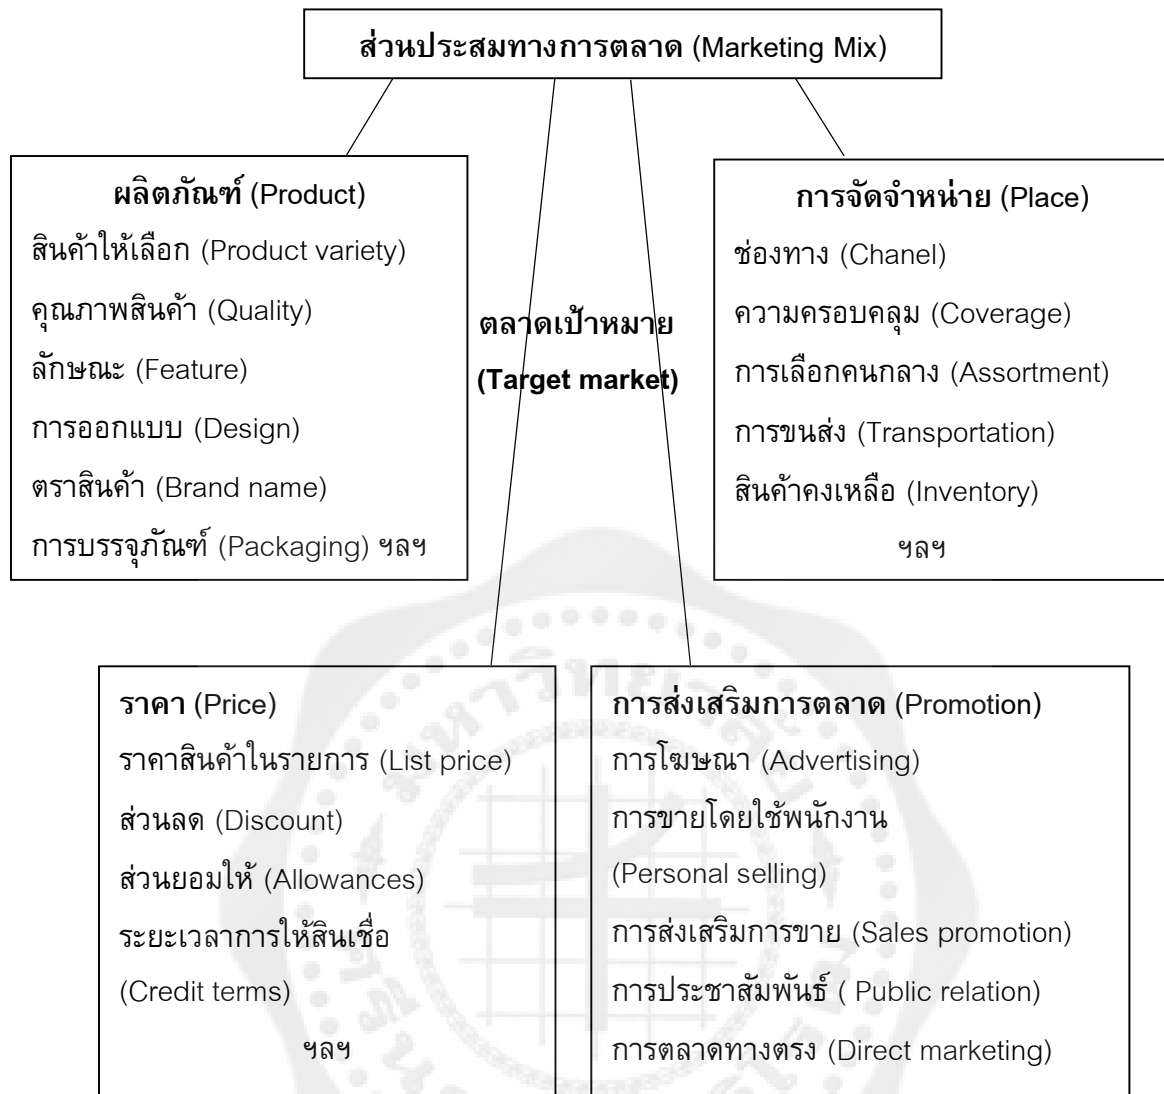 ส่วนประสมทางการตลาด (Marketing Mix)
ผลิตภัณฑ์ (Product)
สินค้าให้เลือก (Product variety)
คุณภาพสินค้า (Quality)
ลักษณะ (Feature)
การออกแบบ (Design)
ตราสินค้า (Brand name)
การบรรจุภัณฑ์ (Packaging) ฯลฯ
ตลาดเป้าหมาย
(Target market)
การจัดจำหน่าย (Place)
ช่องทาง (Chanel)
ความครอบคลุม (Coverage)
การเลือกคนกลาง (Assortment)
การขนส่ง (Transportation)
สินค้าคงเหลือ (Inventory)
ฯลฯ
ราคา (Price)
ราคาสินค้าในรายการ (List price)
ส่วนลด (Discount)
ส่วนยอมให้ (Allowances)
ระยะเวลาการให้สินเชื่อ
(Credit terms)
ฯลฯ
การส่งเสริมการตลาด (Promotion)
การโฆษณา (Advertising)
การขายโดยใช้พนักงาน
(Personal selling)
การส่งเสริมการขาย (Sales promotion)
การประชาสัมพันธ์ ( Public relation)
การตลาดทางตรง (Direct marketing)
มหาวิทยาลัย